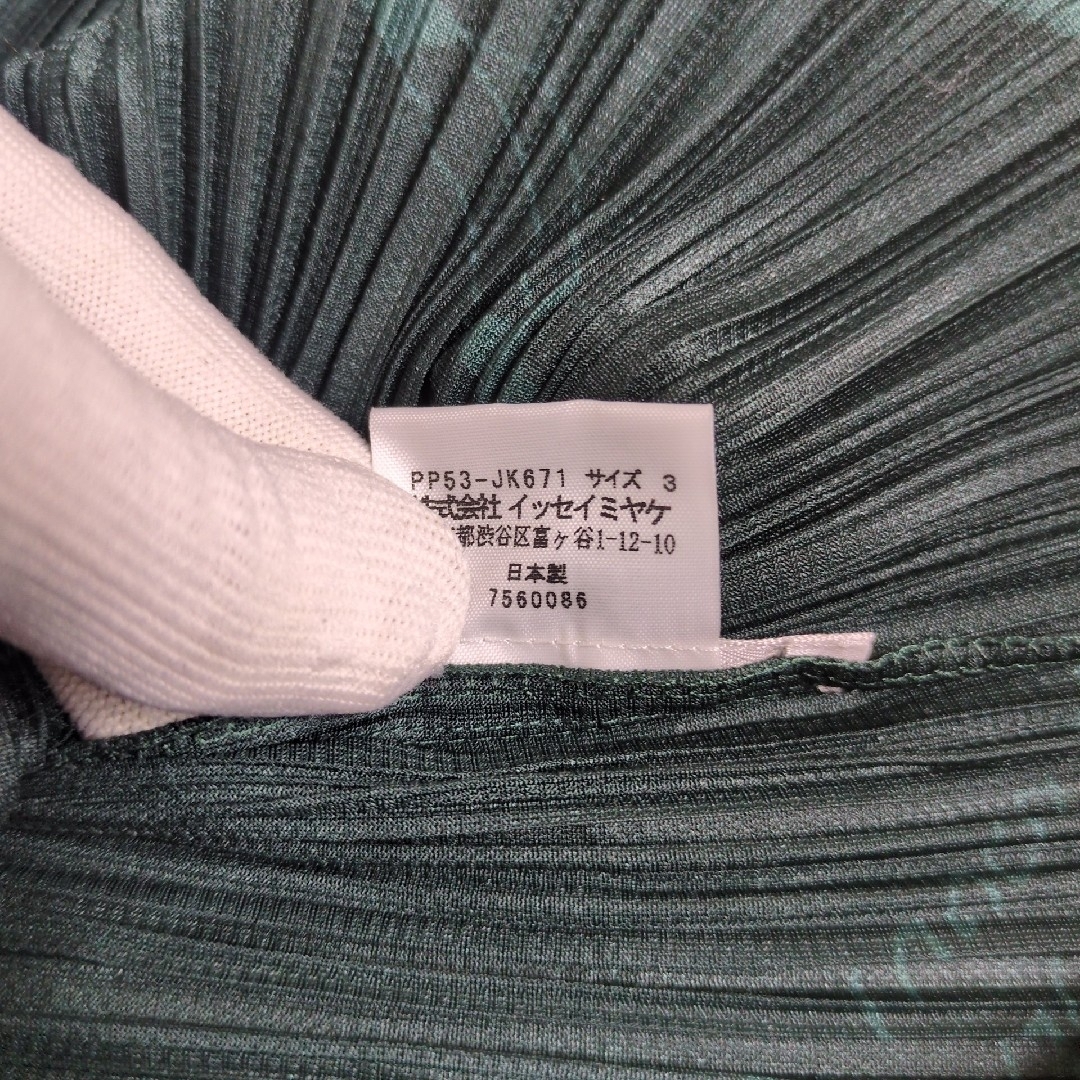 PP53-JK671 サイズ 3
株式会社 イッセイミヤケ
都渋谷区富ヶ谷1-12-10
日本製
7560086